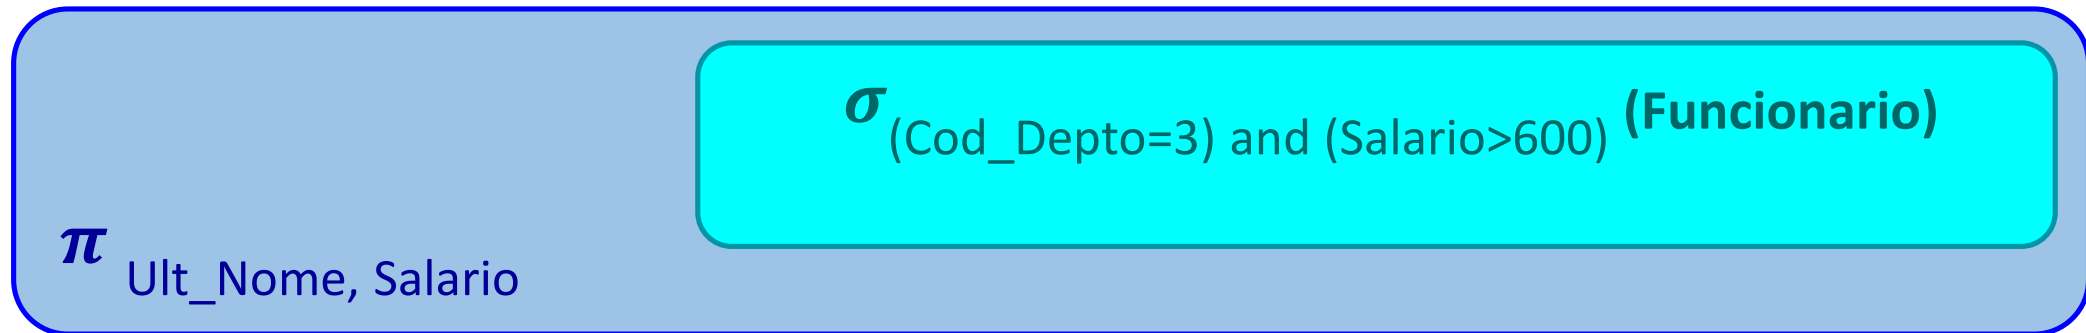 σ (Cod_Depto=3) and (Salario>600) (Funcionario)
π Ult_Nome, Salario